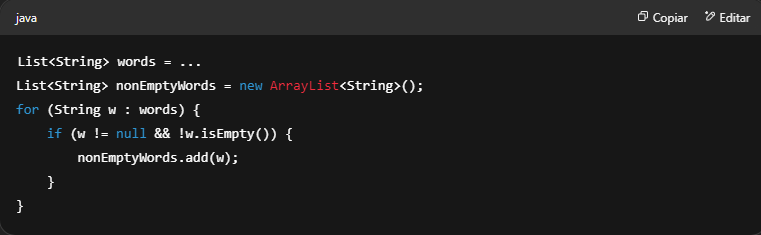 java Copiar Editar
List<String> words = ...
List<String> nonEmptyWords = new ArrayList<String>();
for (String w : words) {
    if (w != null && !w.isEmpty()) {
        nonEmptyWords.add(w);
    }
}